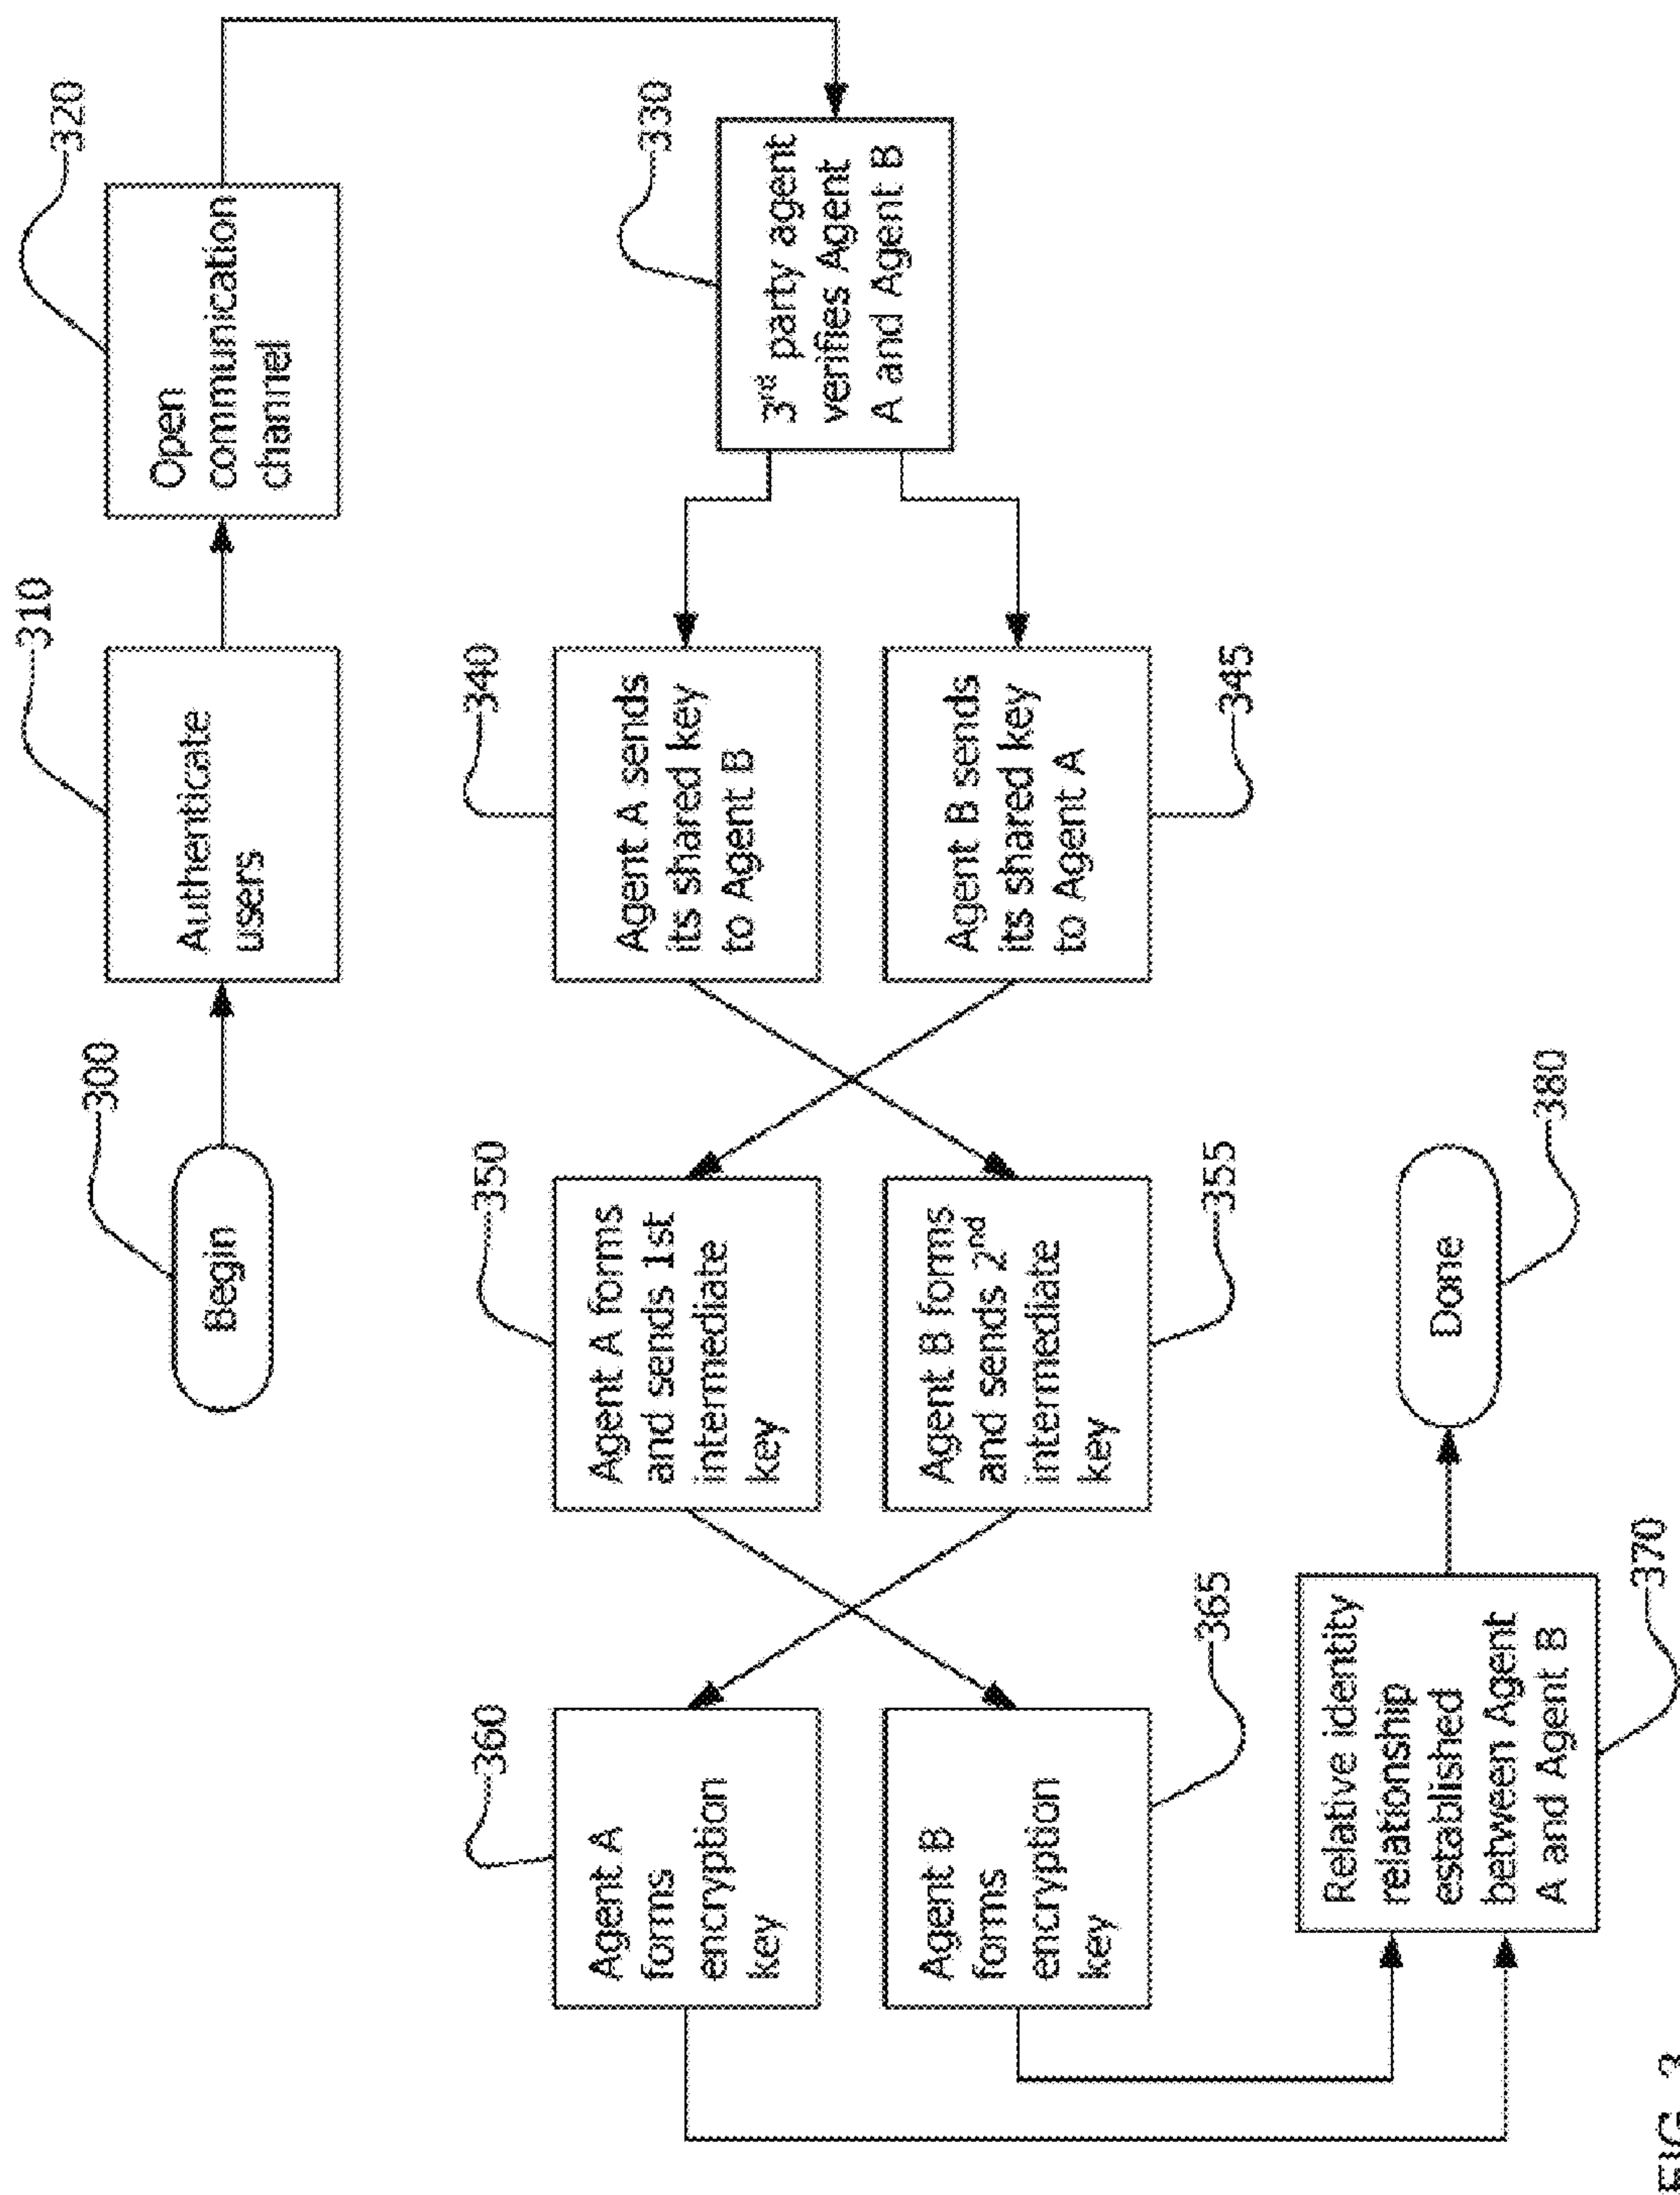 300
Begin
310
Authenticate
users
320
Open
communication
channel
330
3rd party agent
verifies Agent
A and Agent B
340
Agent A sends
its shared key
to Agent B
345
Agent B sends
its shared key
to Agent A
350
Agent A forms
and sends 1st
intermediate
key
355
Agent B forms
and sends 2nd
intermediate
key
360
Agent A
forms
encryption
key
365
Agent B
forms
encryption
key
370
Relative identity
relationship
established
between Agent
A and Agent B
380
Done
FIG. 3